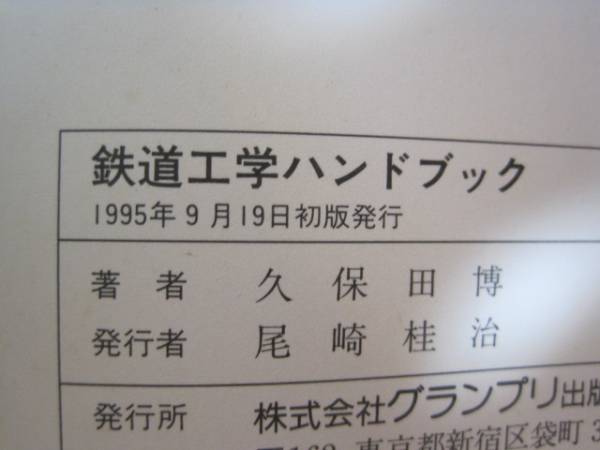 鉄道工学ハンドブック
1995年9月19日初版発行
著者 久保田博
発行者 尾崎桂治
発行所 株式会社グランプリ出版
〒162 東京都新宿区袋町3